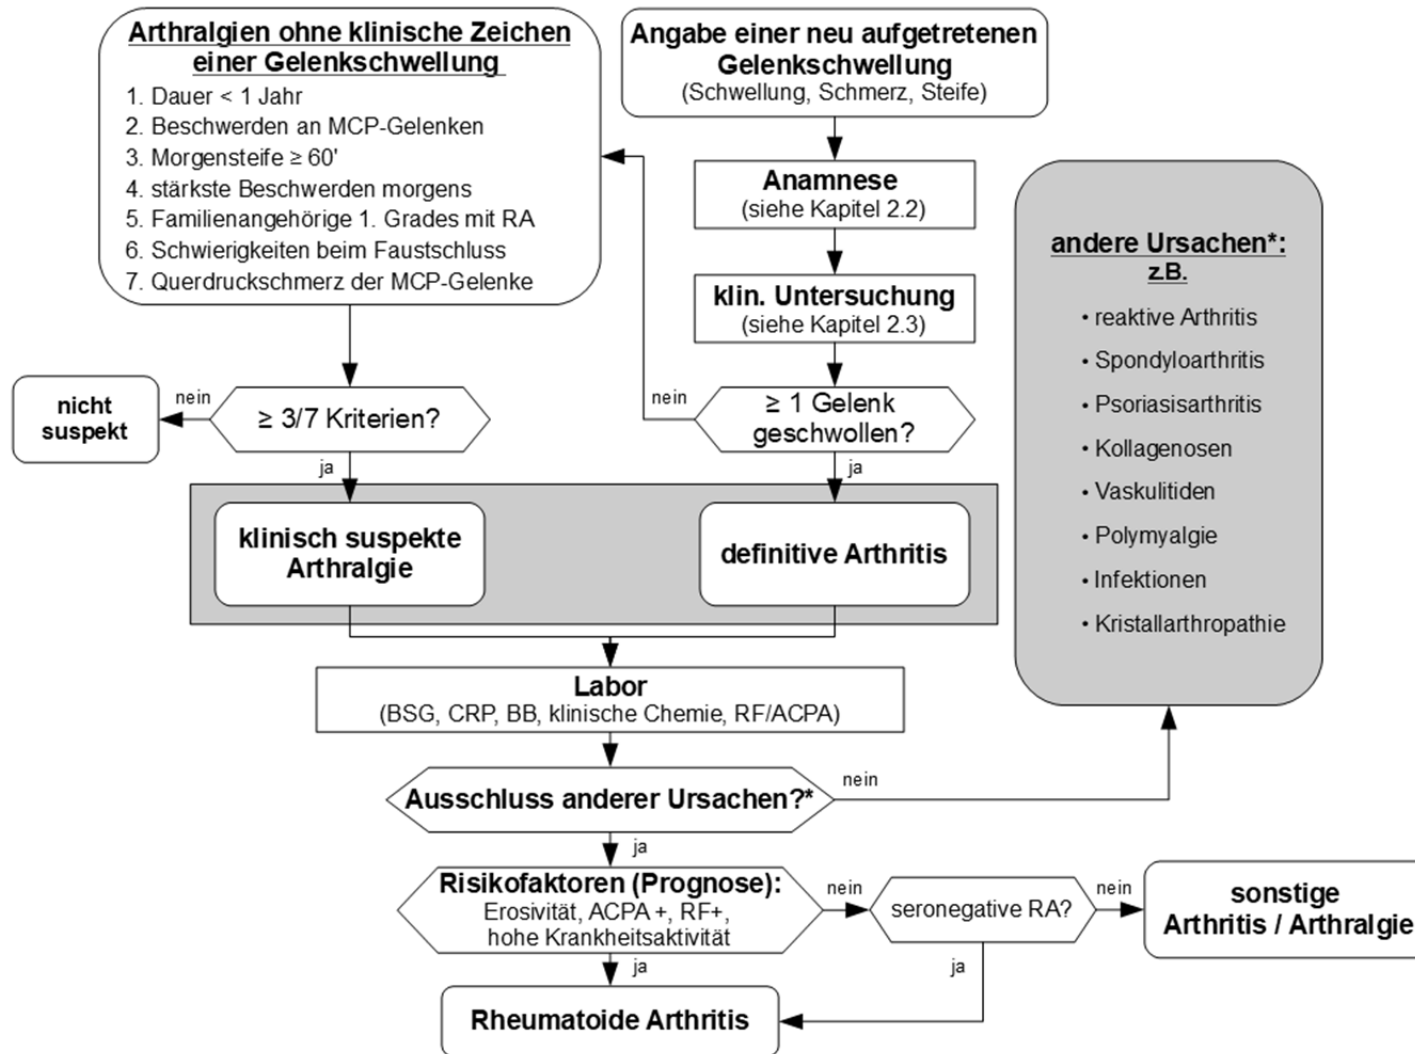 Arthralgien ohne klinische Zeichen
einer Gelenkschwellung
1. Dauer < 1 Jahr
2. Beschwerden an MCP-Gelenken
3. Morgensteife ≥ 60'
4. stärkste Beschwerden morgens
5. Familienangehörige 1. Grades mit RA
6. Schwierigkeiten beim Faustschluss
7. Querdruckschmerz der MCP-Gelenke
Angabe einer neu aufgetretenen
Gelenkschwellung
(Schwellung, Schmerz, Steife)
Anamnese
(siehe Kapitel 2.2)
klin. Untersuchung
(siehe Kapitel 2.3)
andere Ursachen*:
z.B.
• reaktive Arthritis
• Spondyloarthritis
• Psoriasisarthritis
• Kollagenosen
• Vaskulitiden
• Polymyalgie
• Infektionen
• Kristallarthropathie
nicht
suspekt
nein
≥ 3/7 Kriterien?
nein
≥ 1 Gelenk
geschwollen?
ja
ja
klinisch suspekte
Arthralgie
definitive Arthritis
Labor
(BSG, CRP, BB, klinische Chemie, RF/ACPA)
Ausschluss anderer Ursachen?*
nein
ja
Risikofaktoren (Prognose):
Erosivität, ACPA +, RF+,
hohe Krankheitsaktivität
nein
seronegative RA?
nein
sonstige
Arthritis / Arthralgie
ja
ja
Rheumatoide Arthritis